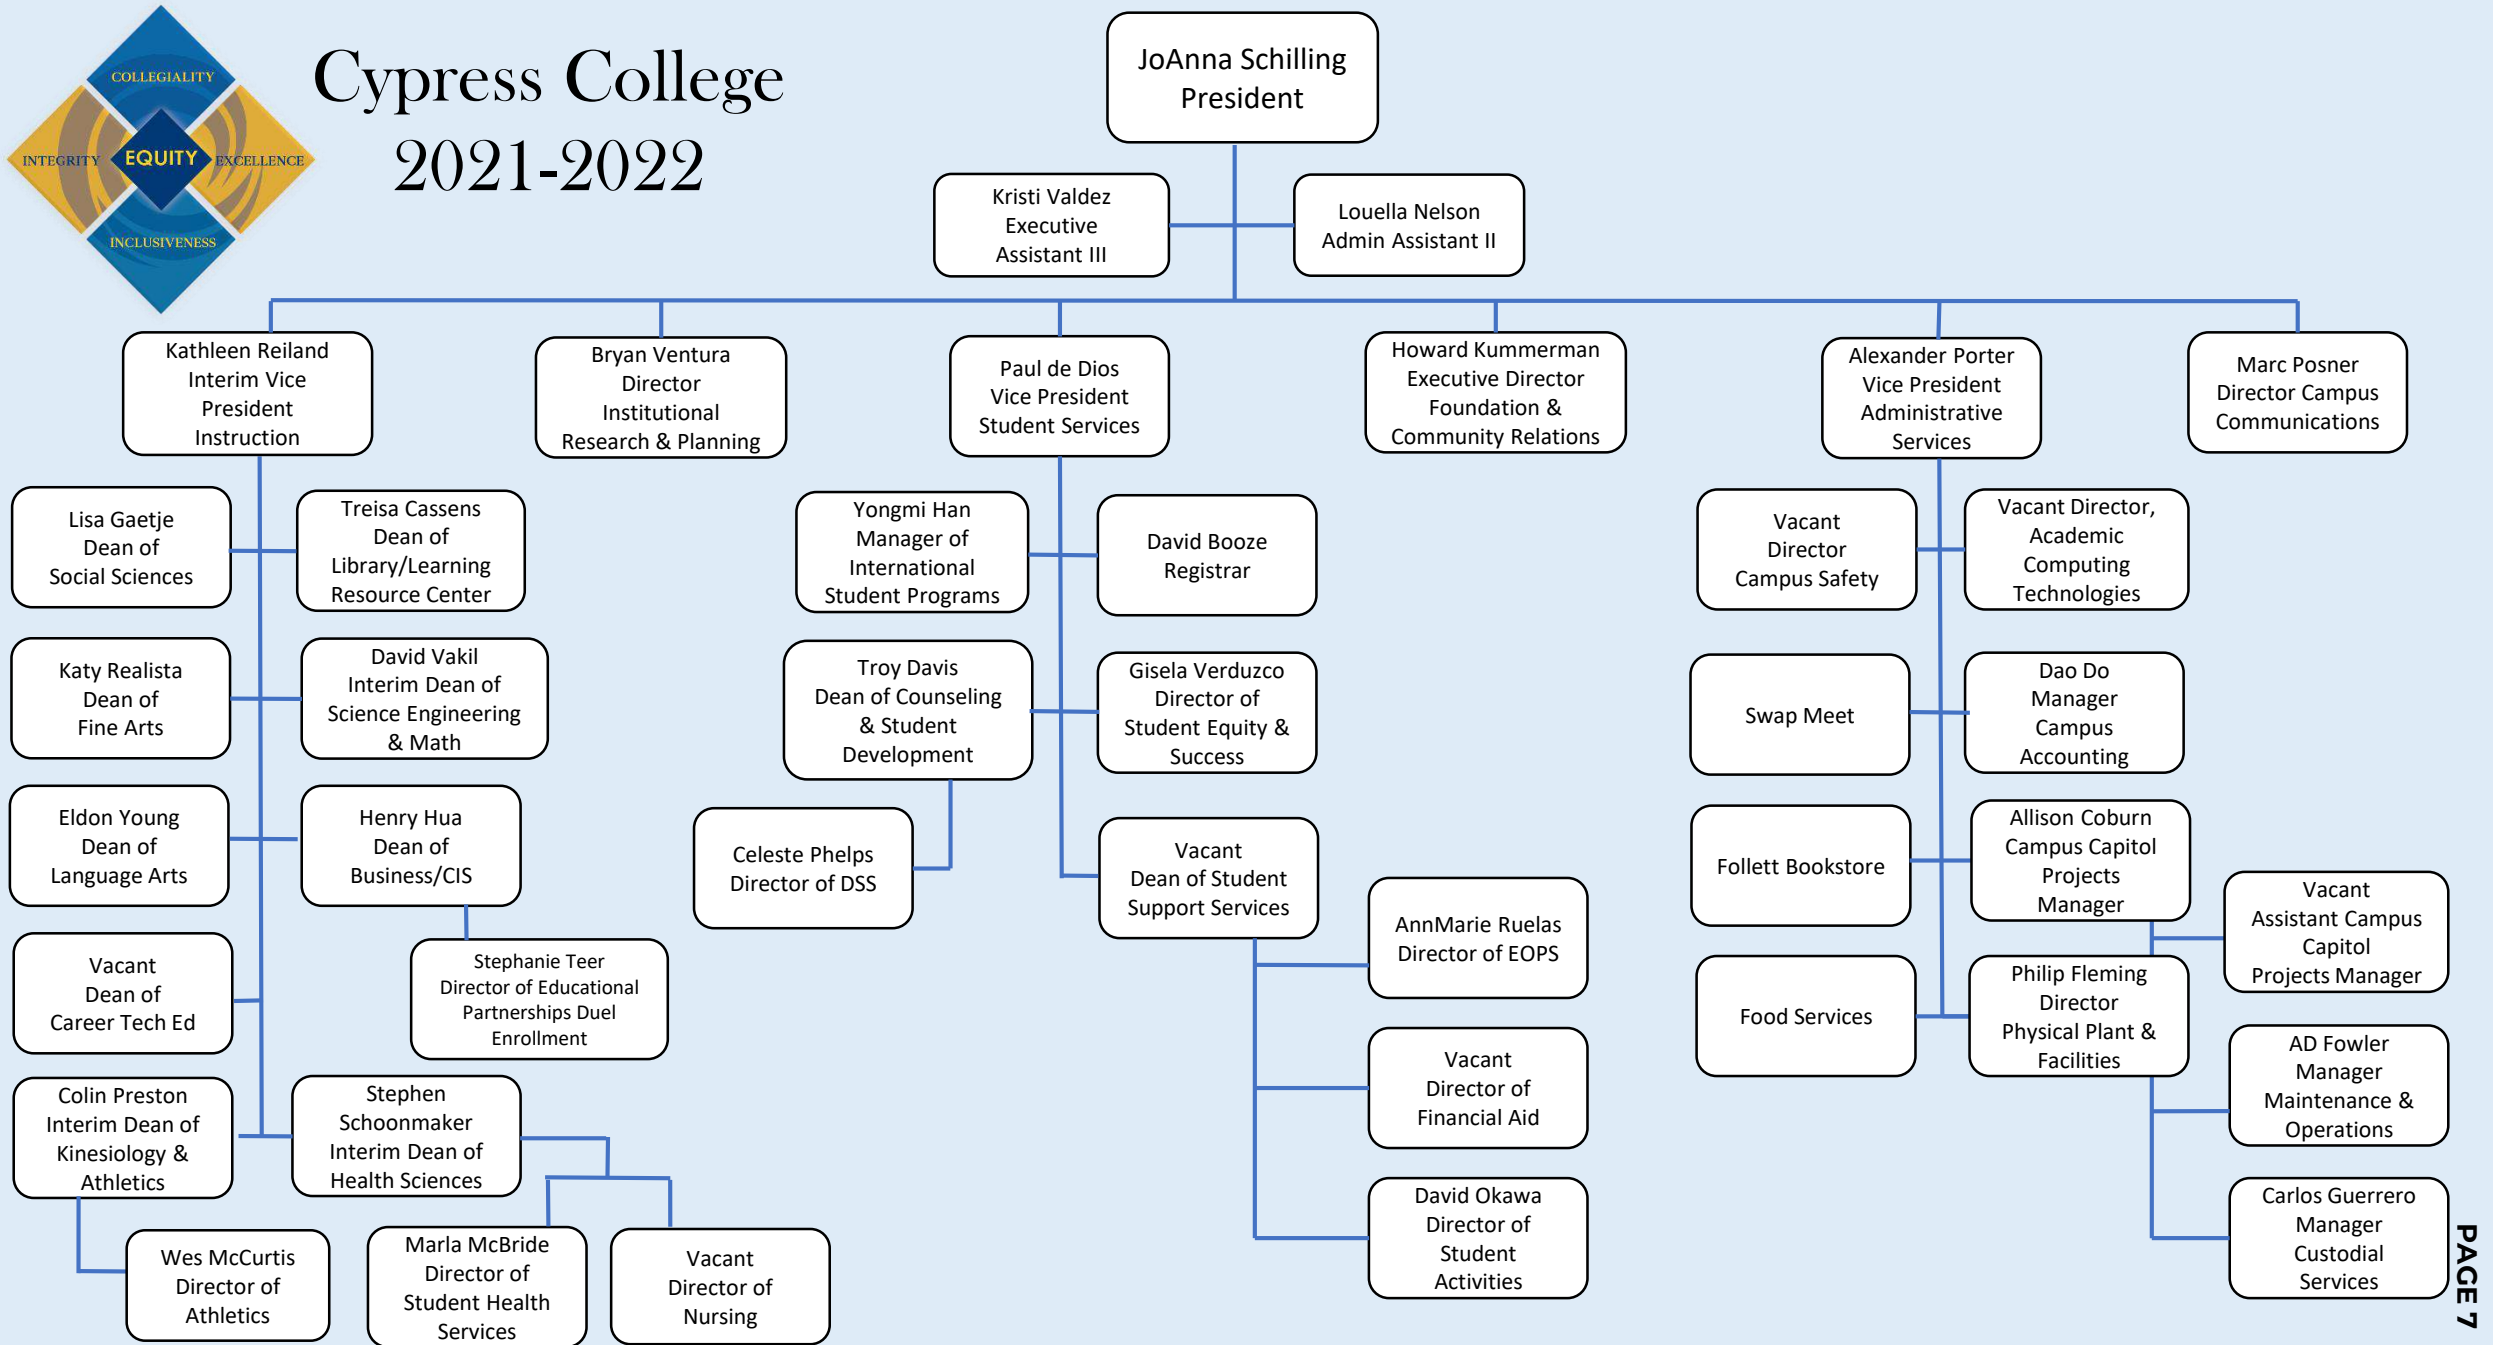 COLLEGIALITY
INTEGRITY
EQUITY
EXCELLENCE
INCLUSIVENESS
Cypress College
2021-2022
JoAnna Schilling
President
Kristi Valdez
Executive
Assistant III
Louella Nelson
Admin Assistant II
Kathleen Reiland
Interim Vice
President
Instruction
Bryan Ventura
Director
Institutional
Research & Planning
Paul de Dios
Vice President
Student Services
Howard Kummerman
Executive Director
Foundation &
Community Relations
Alexander Porter
Vice President
Administrative
Services
Marc Posner
Director Campus
Communications
Lisa Gaetje
Dean of
Social Sciences
Treisa Cassens
Dean of
Library/Learning
Resource Center
Katy Realista
Dean of
Fine Arts
David Vakil
Interim Dean of
Science Engineering
& Math
Eldon Young
Dean of
Language Arts
Henry Hua
Dean of
Business/CIS
Vacant
Dean of
Career Tech Ed
Stephanie Teer
Director of Educational
Partnerships Duel
Enrollment
Colin Preston
Interim Dean of
Kinesiology &
Athletics
Stephen
Schoonmaker
Interim Dean of
Health Sciences
Wes McCurtis
Director of
Athletics
Marla McBride
Director of
Student Health
Services
Vacant
Director of
Nursing
Yongmi Han
Manager of
International
Student Programs
David Booze
Registrar
Troy Davis
Dean of Counseling
& Student
Development
Gisela Verduzco
Director of
Student Equity &
Success
Celeste Phelps
Director of DSS
Vacant
Dean of Student
Support Services
AnnMarie Ruelas
Director of EOPS
Vacant
Director of
Financial Aid
David Okawa
Director of
Student
Activities
Vacant
Director
Campus Safety
Vacant Director,
Academic
Computing
Technologies
Swap Meet
Dao Do
Manager
Campus
Accounting
Follett Bookstore
Allison Coburn
Campus Capitol
Projects
Manager
Vacant
Assistant Campus
Capitol
Projects Manager
Food Services
Philip Fleming
Director
Physical Plant &
Facilities
AD Fowler
Manager
Maintenance &
Operations
Carlos Guerrero
Manager
Custodial
Services
PAGE 7